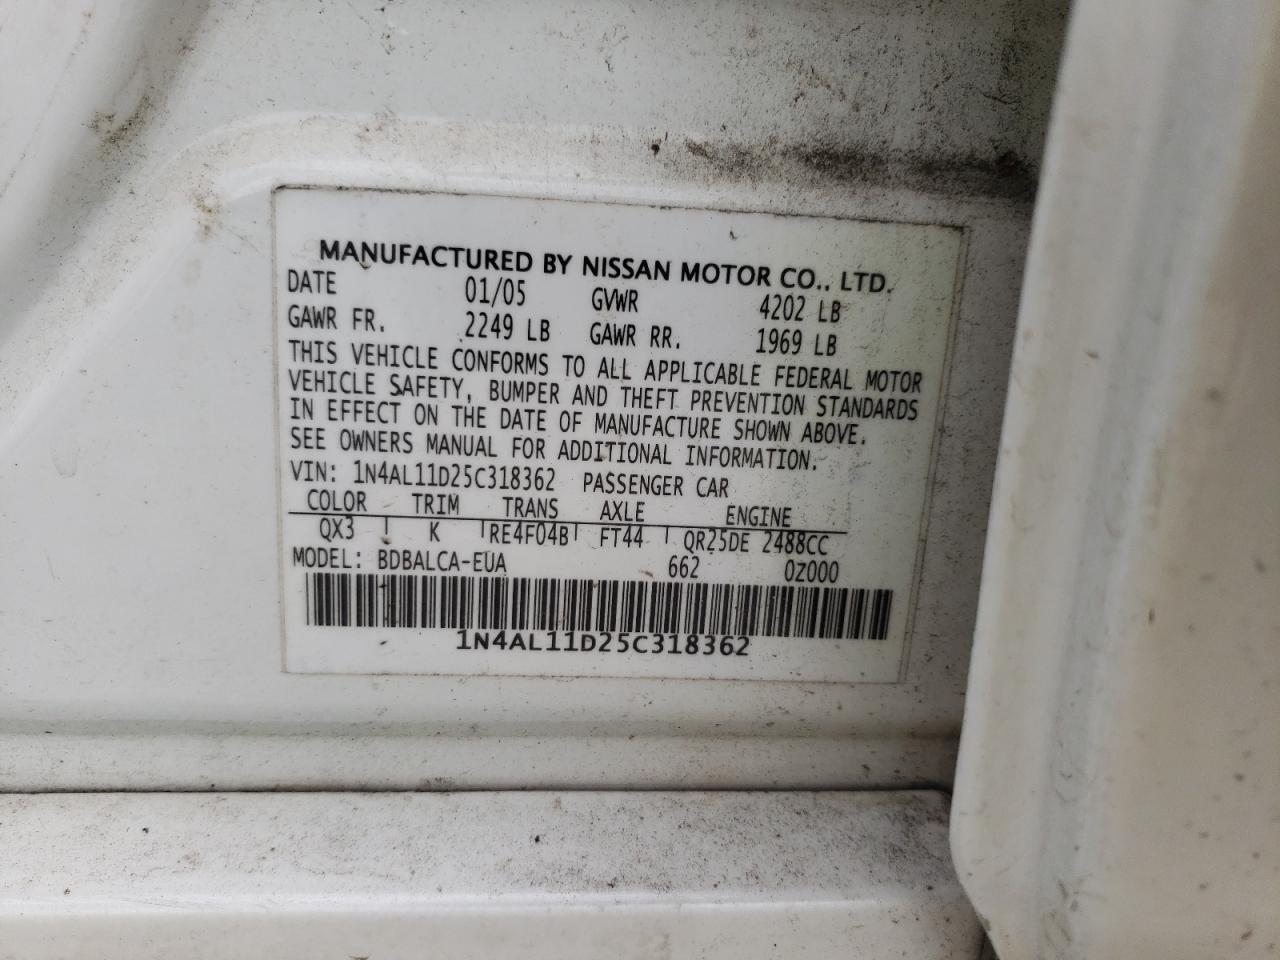 MANUFACTURED BY NISSAN MOTOR CO., LTD.
DATE 01/05 GVWR 4202 LB
GAWR FR. 2249 LB GAWR RR. 1969 LB
THIS VEHICLE CONFORMS TO ALL APPLICABLE FEDERAL MOTOR
VEHICLE SAFETY, BUMPER AND THEFT PREVENTION STANDARDS
IN EFFECT ON THE DATE OF MANUFACTURE SHOWN ABOVE.
SEE OWNERS MANUAL FOR ADDITIONAL INFORMATION.
VIN: 1N4AL11D25C318362 PASSENGER CAR
COLOR TRIM TRANS AXLE ENGINE
QX3 K RE4F04B FT44 QR25DE 2488CC
MODEL: BDBALCA-EUA 662 0Z000
1N4AL11D25C318362